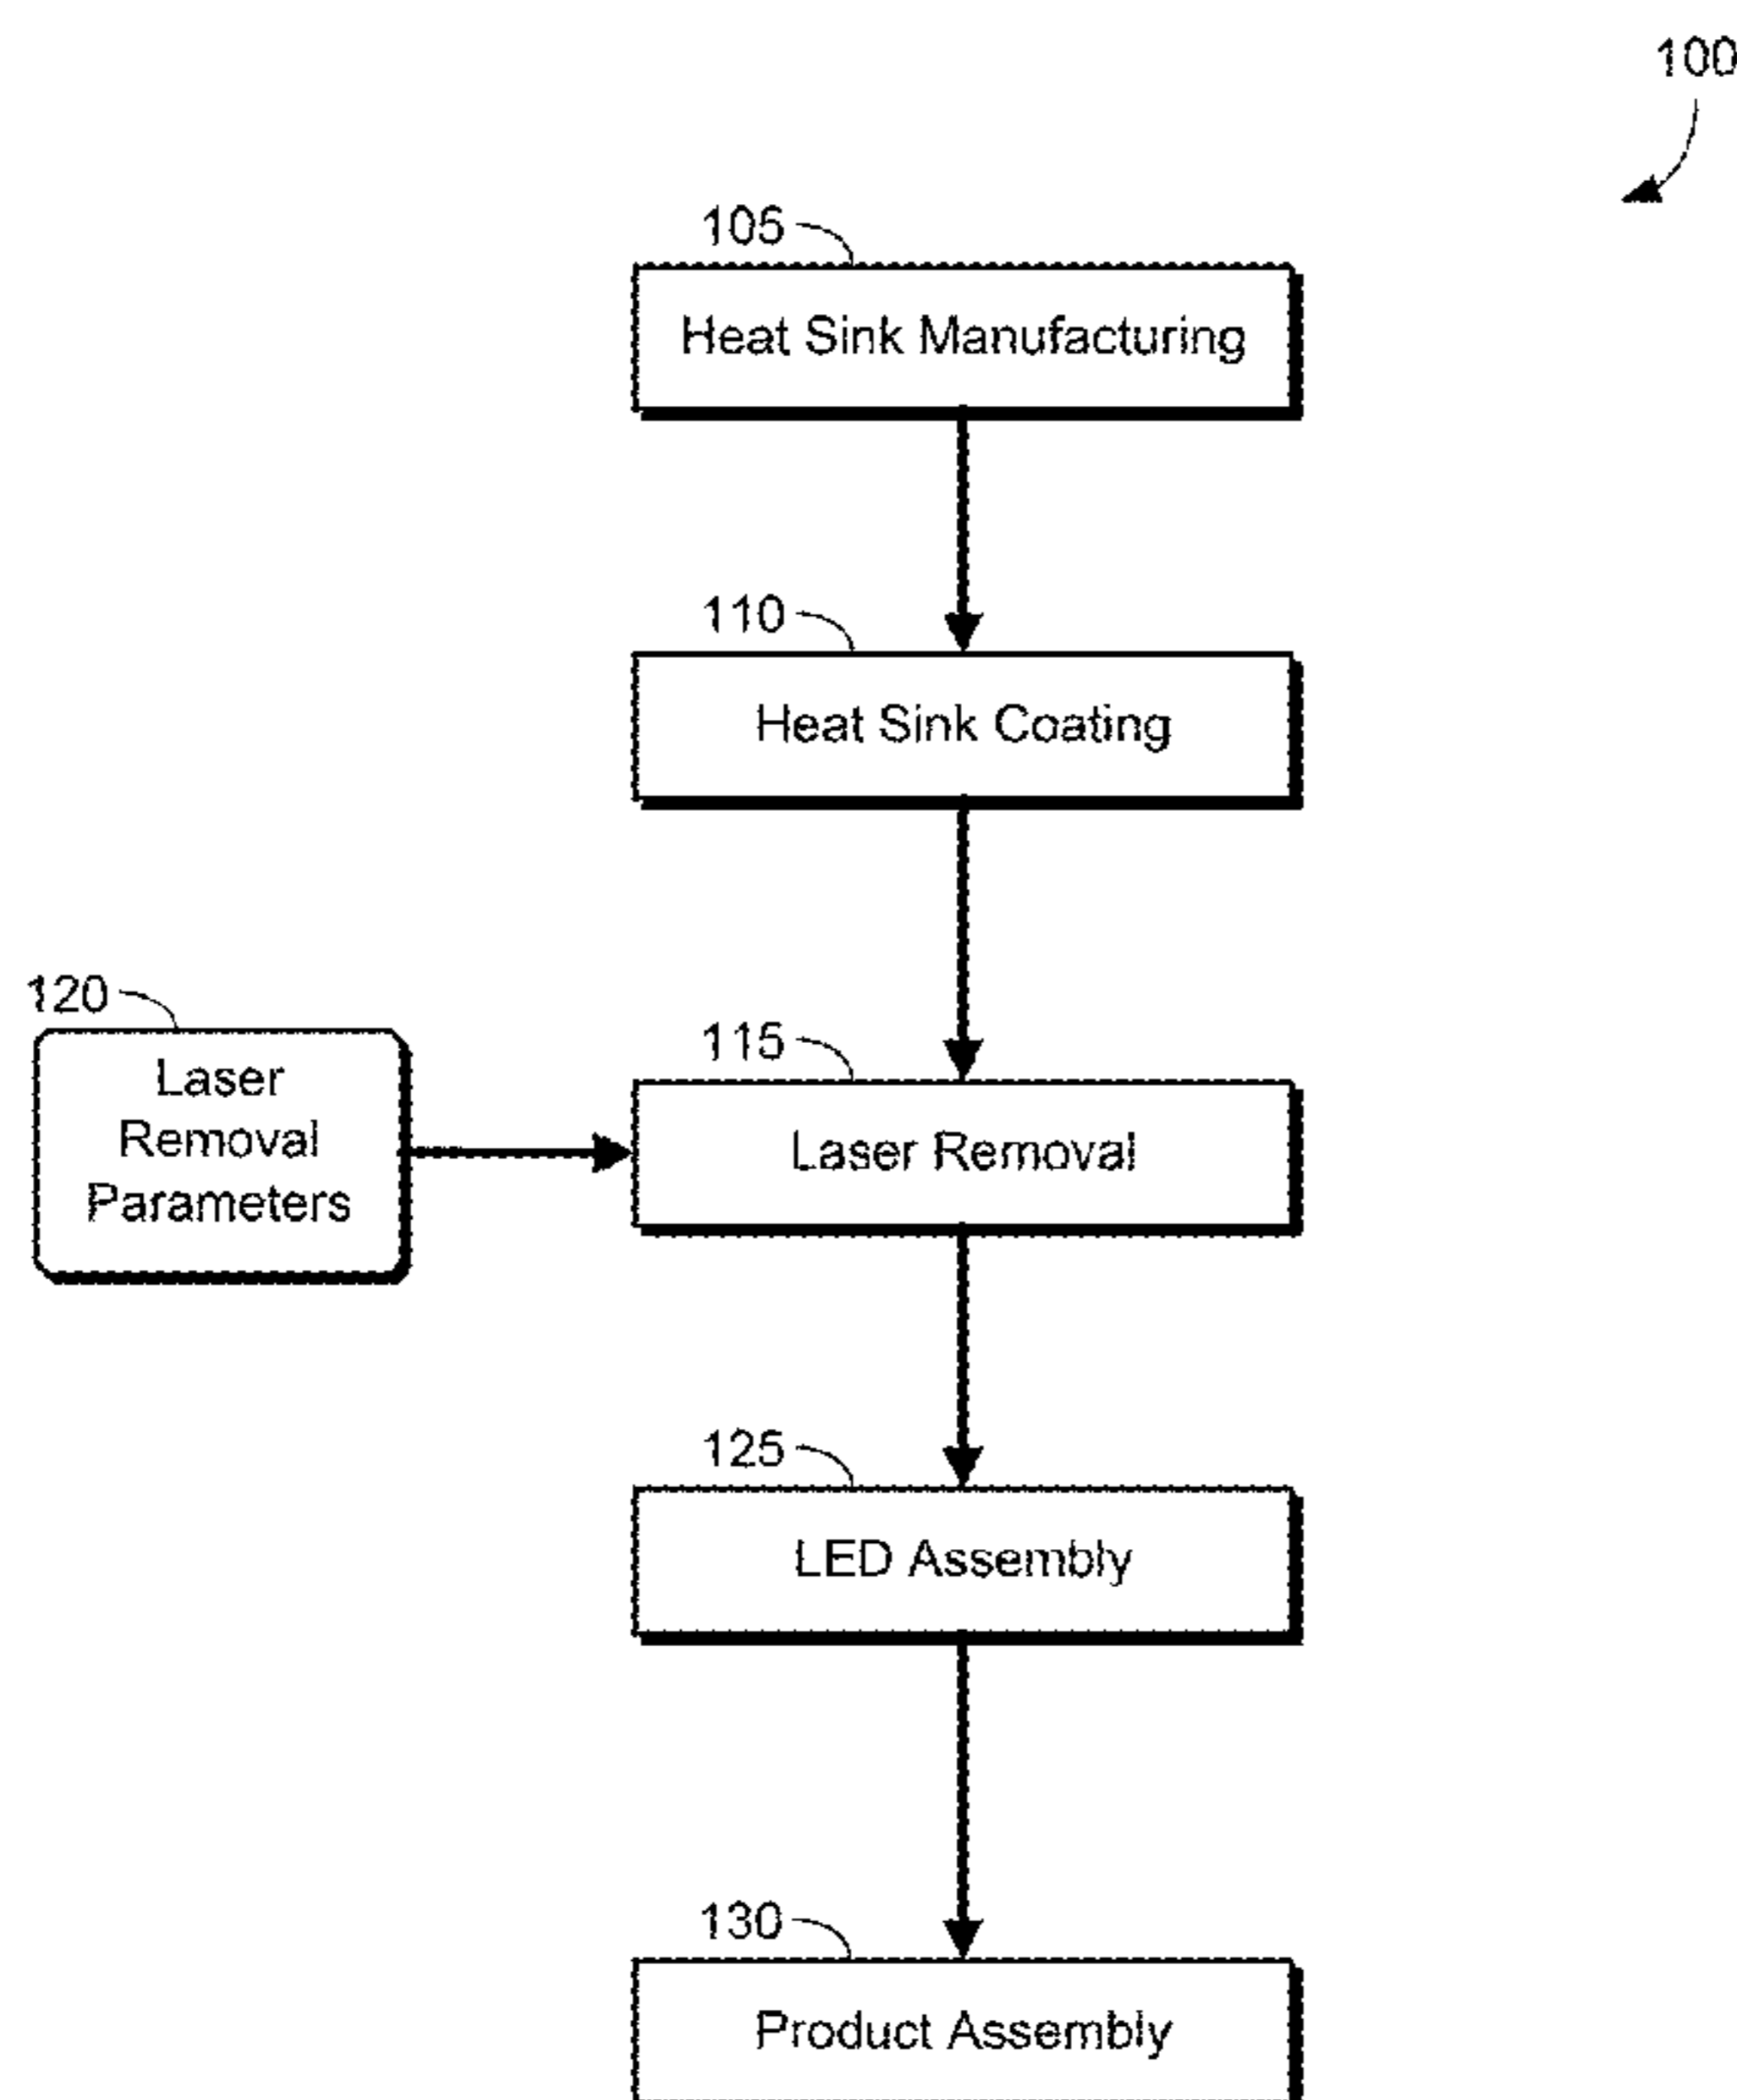 100
105
Heat Sink Manufacturing
110
Heat Sink Coating
120
Laser
Removal
Parameters
115
Laser Removal
125
LED Assembly
130
Product Assembly